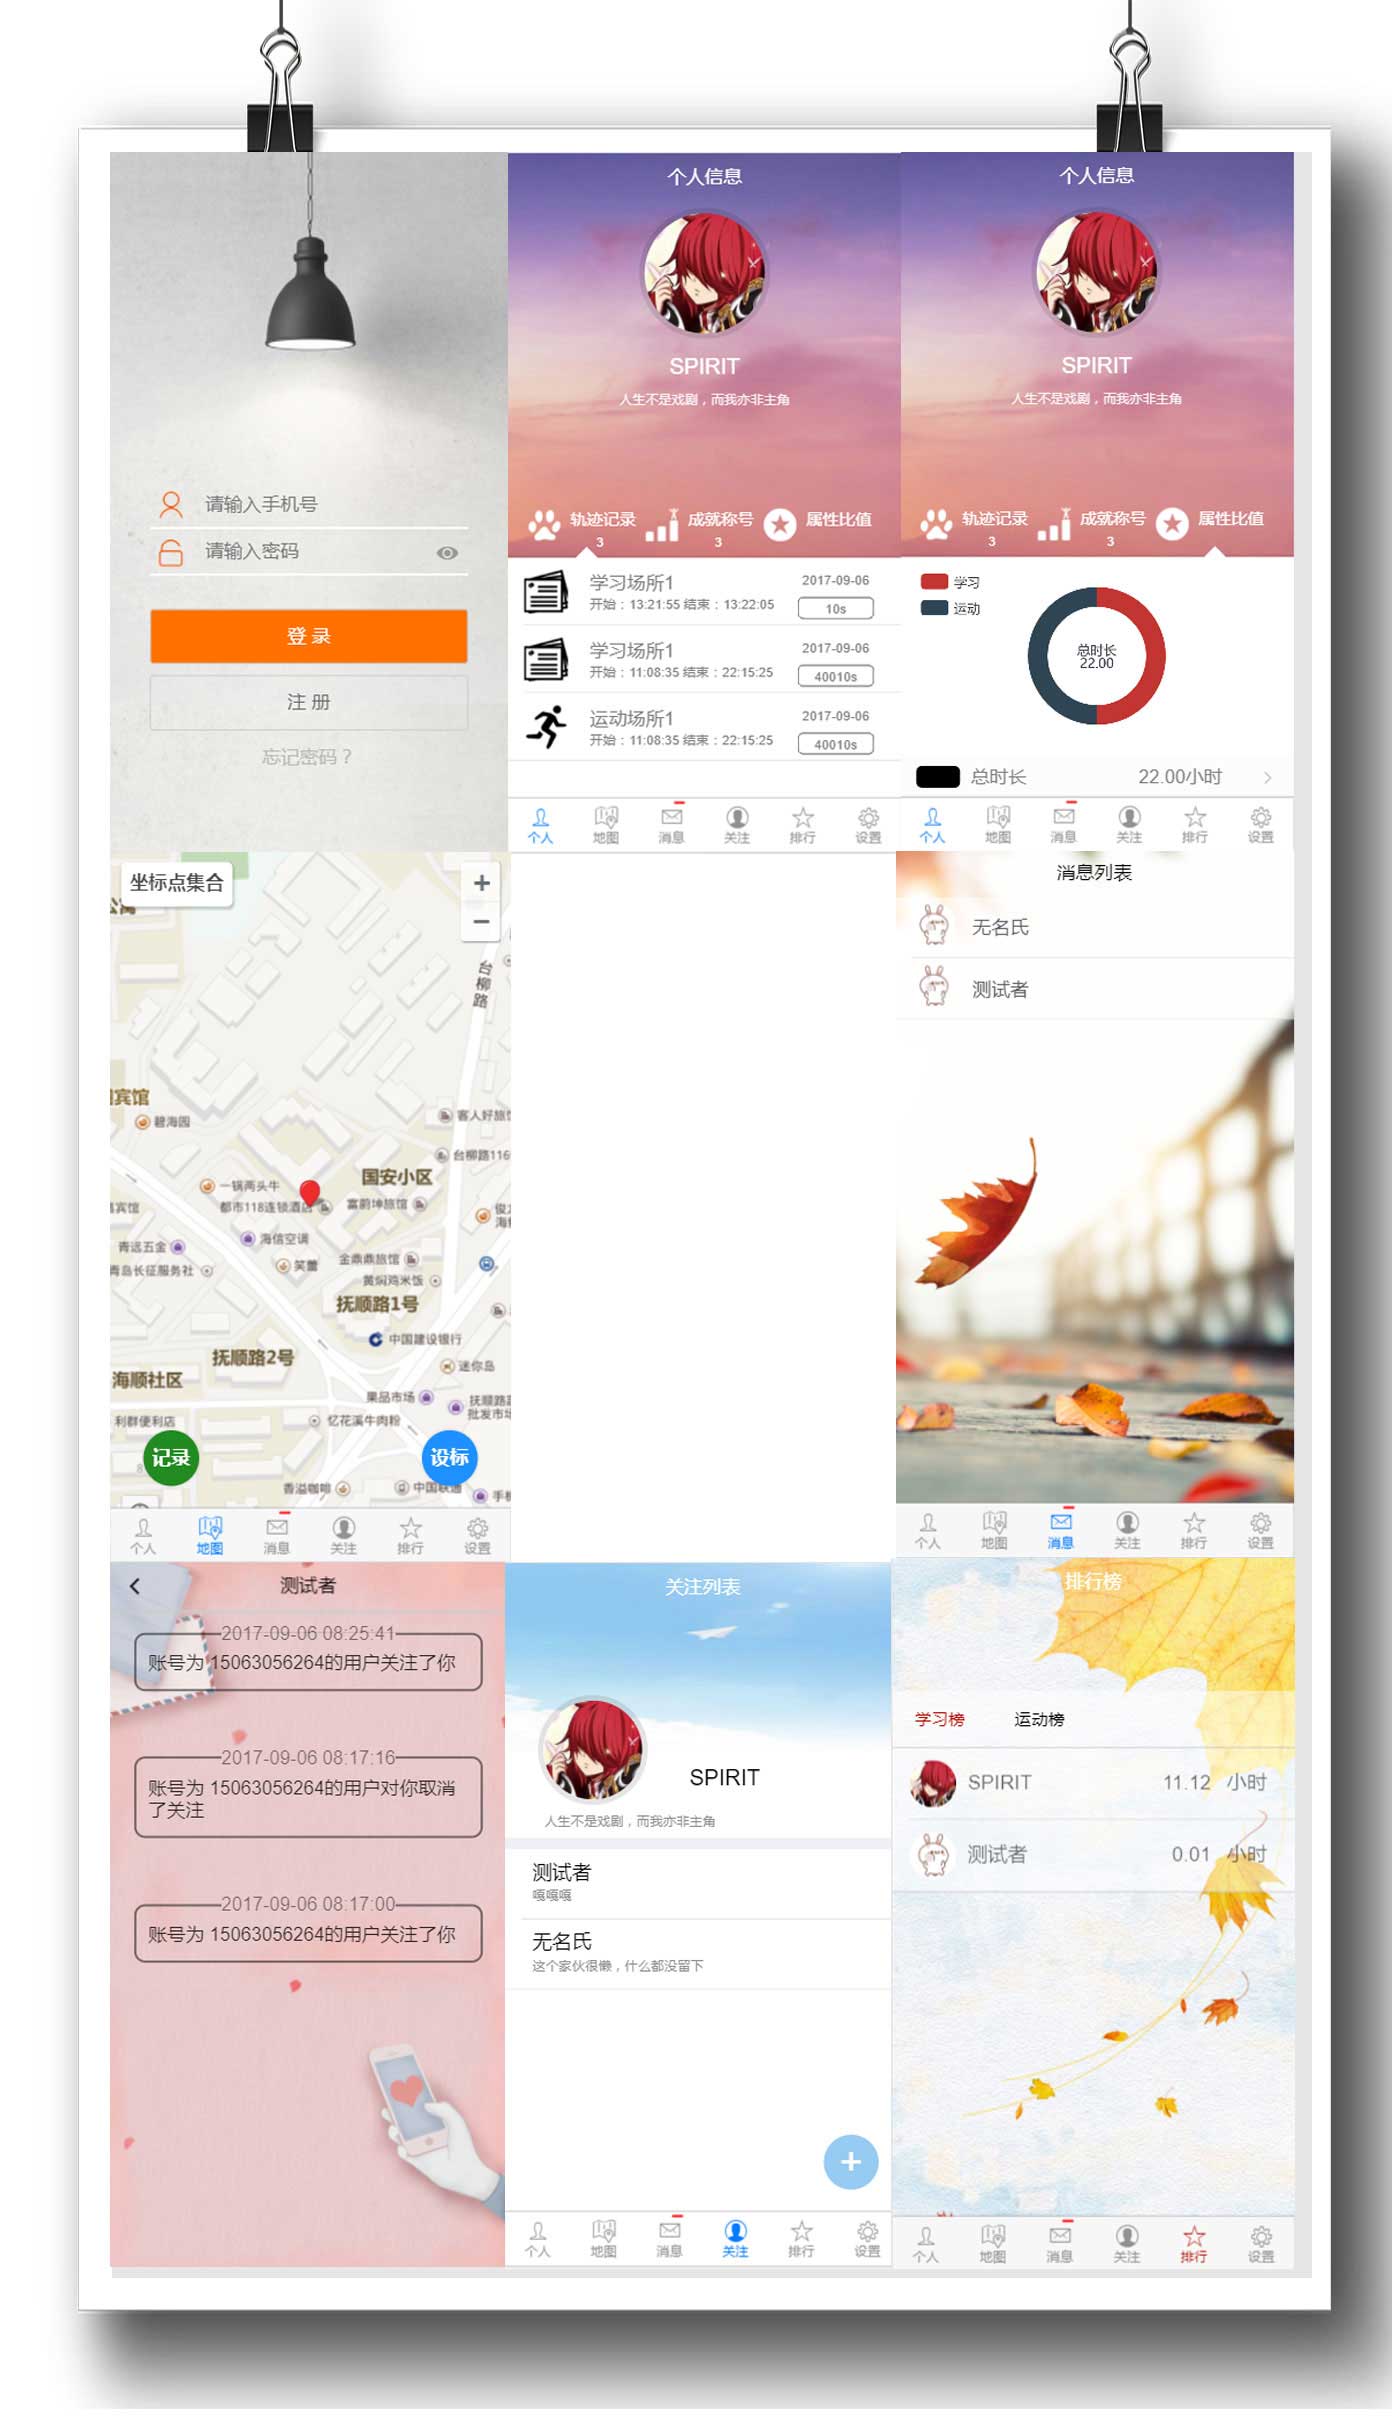 请输入手机号
请输入密码
登 录
注 册
忘记密码？
个人信息
SPIRIT
人生不是戏剧，而我亦非主角
轨迹记录
3
成就称号
3
属性比值
学习场所1
开始：13:21:55 结束：13:22:05
2017-09-06
10s
学习场所1
开始：11:08:35 结束：22:15:25
2017-09-06
40010s
运动场所1
开始：11:08:35 结束：22:15:25
2017-09-06
40010s
个人
地图
消息
关注
排行
设置
个人信息
SPIRIT
人生不是戏剧，而我亦非主角
轨迹记录
3
成就称号
3
属性比值
学习
运动
总时长
22.00
总时长
22.00小时
个人
地图
消息
关注
排行
设置
坐标点集合
+
−
台柳路
宾馆
碧海园
客人好旅
台柳路116
国安小区
一锅两头牛
都市118连锁酒店
富蔚坤旅馆
宾馆
海信空调
青远五金
金鼎鼎旅馆
笑蕾
青岛长征服务社
黄焖鸡米饭
抚顺路1号
中国建设银行
抚顺路2号
迷你岛
海顺社区
果品市场
抚顺路
批发市
利群便利店
忆花溪牛肉粉
记录
设标
香溢咖啡
中国联通
手
个人
地图
消息
关注
排行
设置
消息列表
无名氏
测试者
个人
地图
消息
关注
排行
设置
测试者
2017-09-06 08:25:41
账号为 15063056264的用户关注了你
2017-09-06 08:17:16
账号为 15063056264的用户对你取消
了关注
2017-09-06 08:17:00
账号为 15063056264的用户关注了你
关注列表
SPIRIT
人生不是戏剧，而我亦非主角
测试者
嘎嘎嘎
无名氏
这个家伙很懒，什么都没留下
+
个人
地图
消息
关注
排行
设置
排行榜
学习榜
运动榜
SPIRIT
11.12 小时
测试者
0.01 小时
个人
地图
消息
关注
排行
设置